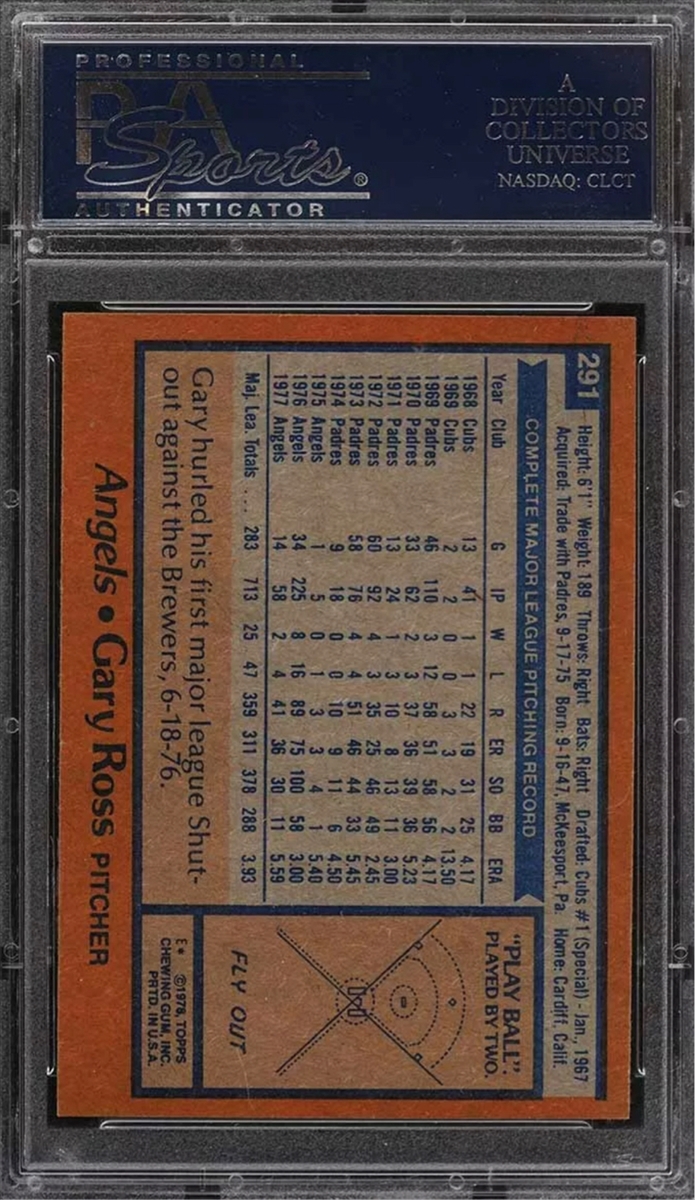 PROFESSIONAL
PSA
Sports®
AUTHENTICATOR
A
DIVISION OF
COLLECTORS
UNIVERSE
NASDAQ: CLCT
291
Height: 6'1" Weight: 189 Throws: Right Bats: Right Drafted: Cubs #1 (Special) - Jan., 1967
Acquired: Trade with Padres, 9-17-75 Born: 9-16-47, McKeesport, Pa. Home: Cardiff, Calif.
COMPLETE MAJOR LEAGUE PITCHING RECORD
Year Club G IP W L R ER SO BB ERA
1968 Cubs 13 41 1 1 22 19 31 25 4.17
1969 Cubs 2 2 0 0 3 3 2 2 13.50
1969 Padres 46 110 3 12 58 51 58 56 4.17
1970 Padres 33 62 2 3 37 36 39 36 5.23
1971 Padres 13 24 1 3 10 8 13 11 3.00
1972 Padres 60 92 4 3 35 25 46 49 2.45
1973 Padres 58 76 4 4 51 46 44 33 5.45
1974 Padres 9 18 0 0 10 9 11 6 4.50
1975 Angels 1 5 0 1 3 3 4 1 5.40
1976 Angels 34 225 8 16 89 75 100 58 3.00
1977 Angels 14 58 2 4 41 36 30 11 5.59
Maj. Lea. Totals ... 283 713 25 47 359 311 378 288 3.93
Gary hurled his first major league Shut-
out against the Brewers, 6-18-76.
"PLAY BALL".
PLAYED BY TWO.
FLY OUT
E* ©1978, TOPPS
CHEWING GUM, INC.
PRTD. IN U.S.A.
Angels • Gary Ross PITCHER